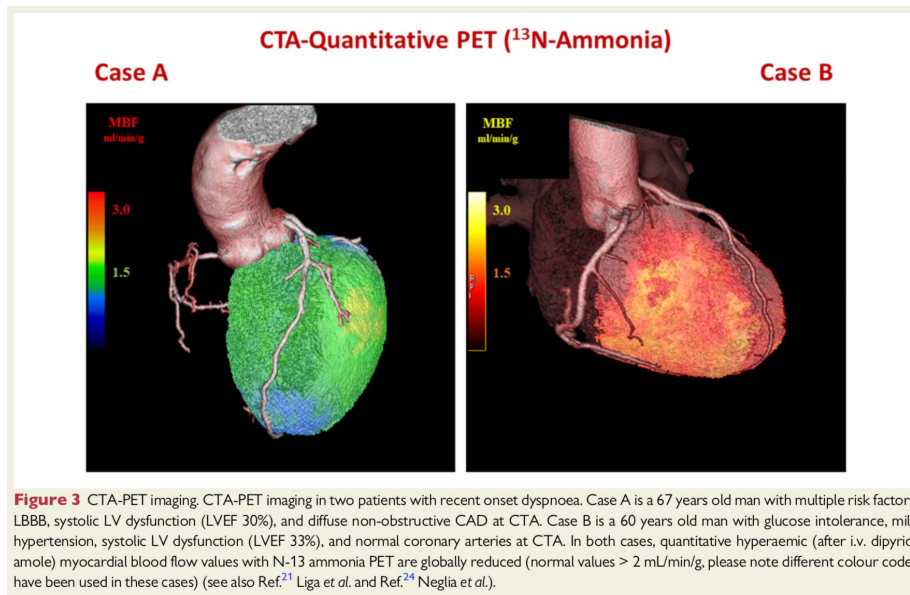 CTA-Quantitative PET (¹³N-Ammonia)
Case A
Case B
MBF
ml/min/g
3.0
1.5
MBF
ml/min/g
3.0
1.5
Figure 3 CTA-PET imaging. CTA-PET imaging in two patients with recent onset dyspnoea. Case A is a 67 years old man with multiple risk factor
LBBB, systolic LV dysfunction (LVEF 30%), and diffuse non-obstructive CAD at CTA. Case B is a 60 years old man with glucose intolerance, mil
hypertension, systolic LV dysfunction (LVEF 33%), and normal coronary arteries at CTA. In both cases, quantitative hyperaemic (after i.v. dipyric
amole) myocardial blood flow values with N-13 ammonia PET are globally reduced (normal values > 2 mL/min/g, please note different colour code
have been used in these cases) (see also Ref.²¹ Liga et al. and Ref.²⁴ Neglia et al.).